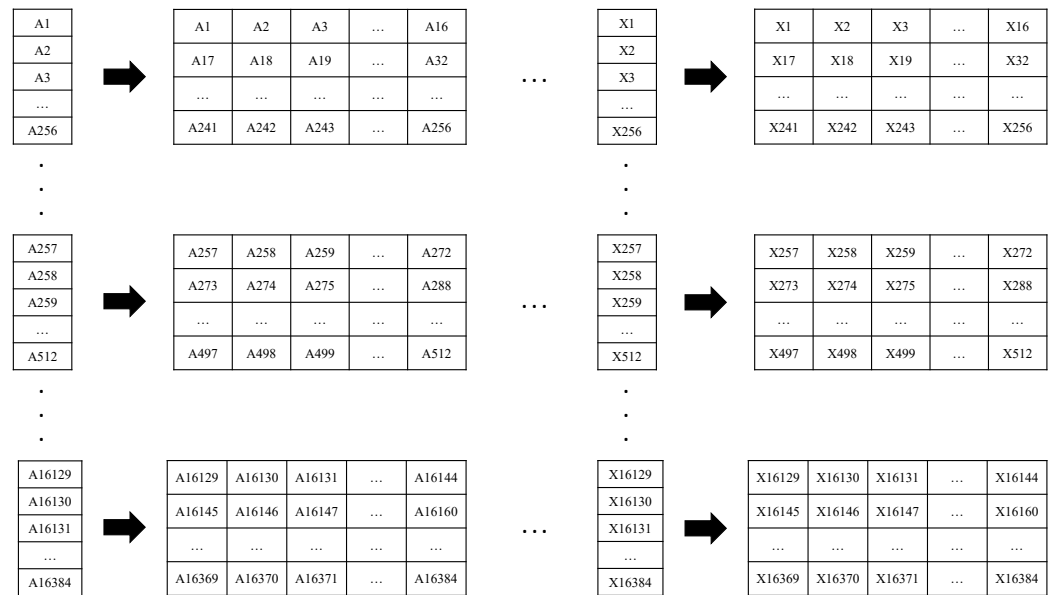 A1 A1 A2 A3 … A16 X1 X1 X2 X3 … X16
A2 X2
A17 A18 A19 … A32 X17 X18 X19 … X32
A3 … X3
… … … … … … … … … … … …
A256 A241 A242 A243 … A256 X256 X241 X242 X243 … X256
A257 A257 A258 A259 … A272 X257 X257 X258 X259 … X272
A258 X258
A273 A274 A275 … A288 X273 X274 X275 … X288
A259 … X259
… … … … … … … … … … … …
A512 A497 A498 A499 … A512 X512 X497 X498 X499 … X512
A16129 A16129 A16130 A16131 … A16144 X16129 X16129 X16130 X16131 … X16144
A16130 X16130
A16145 A16146 A16147 … A16160 X16145 X16146 X16147 … X16160
A16131 … X16131
… … … … … … … … … … … …
A16384 A16369 A16370 A16371 … A16384 X16384 X16369 X16370 X16371 … X16384